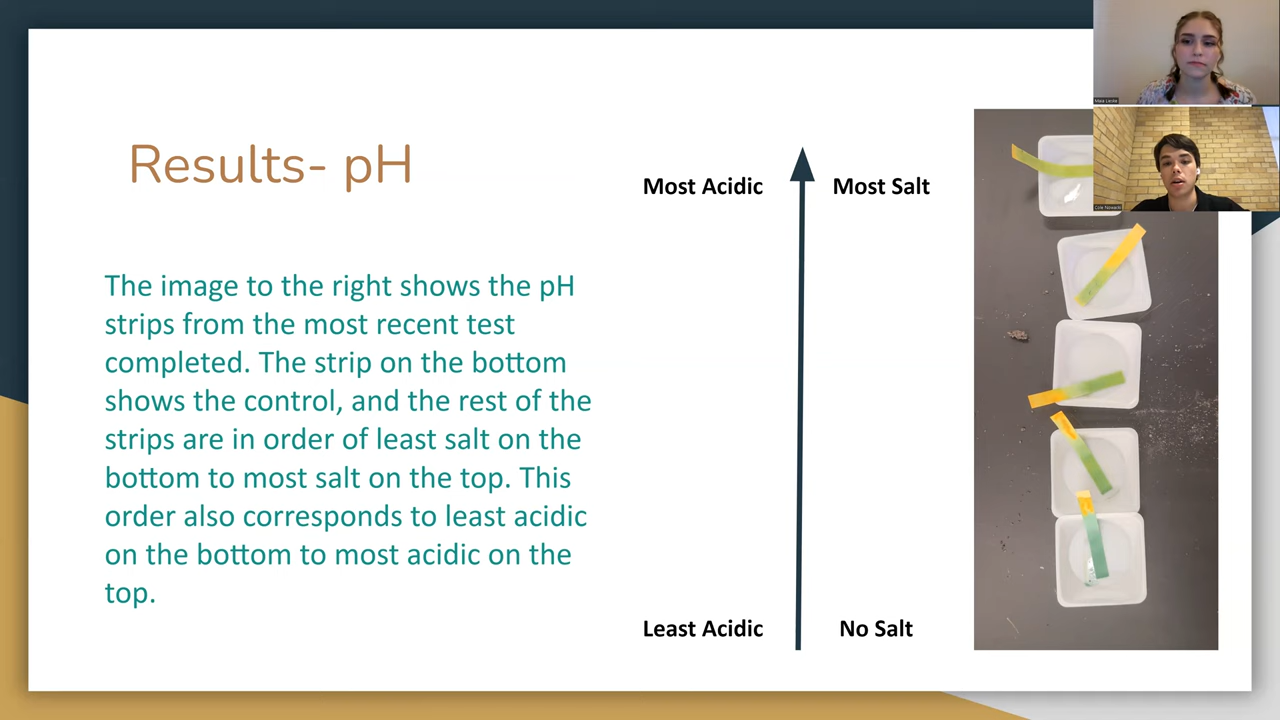 Results- pH
The image to the right shows the pH
strips from the most recent test
completed. The strip on the bottom
shows the control, and the rest of the
strips are in order of least salt on the
bottom to most salt on the top. This
order also corresponds to least acidic
on the bottom to most acidic on the
top.
Most Acidic
Most Salt
Least Acidic
No Salt